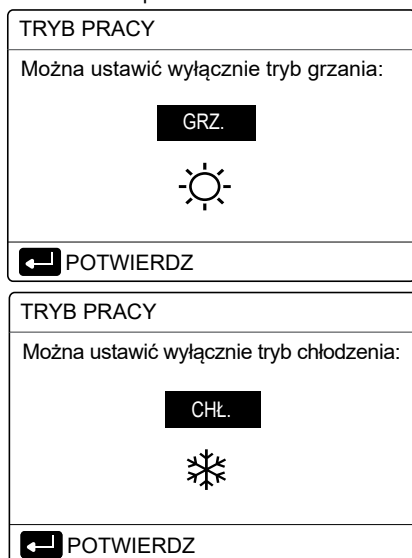 TRYB PRACY
Można ustawić wyłącznie tryb grzania:
GRZ.
POTWIERDZ
TRYB PRACY
Można ustawić wyłącznie tryb chłodzenia:
CHŁ.
POTWIERDZ